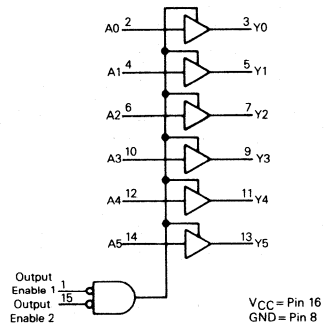 A0 2 3 Y0
A1 4 5 Y1
A2 6 7 Y2
A3 10 9 Y3
A4 12 11 Y4
A5 14 13 Y5
Output
Enable 1 1
Output 15
Enable 2
VCC = Pin 16
GND = Pin 8